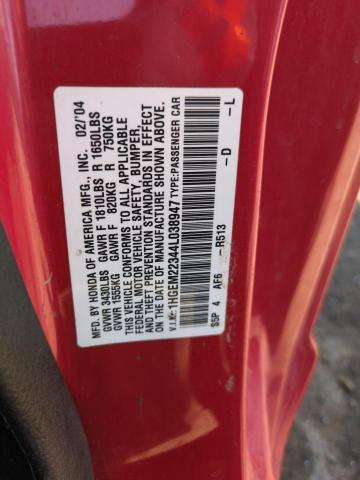 MFD. BY HONDA OF AMERICA MFG., INC. 02/'04
GVWR 3430LBS GAWR F 1810LBS R 1650LBS
GVWR 1555KG GAWR F 820KG R 750KG
THIS VEHICLE CONFORMS TO ALL APPLICABLE
FEDERAL MOTOR VEHICLE SAFETY, BUMPER,
AND THEFT PREVENTION STANDARDS IN EFFECT
ON THE DATE OF MANUFACTURE SHOWN ABOVE.
V.I.N.:1HGEM22344L038947 TYPE:PASSENGER CAR
S5P 4 AF6 -R513 -D -L